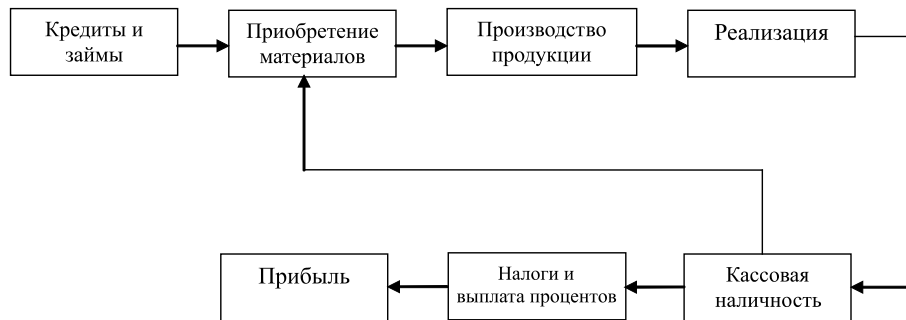 Кредиты и
займы
Приобретение
материалов
Производство
продукции
Реализация
Прибыль
Налоги и
выплата процентов
Кассовая
наличность